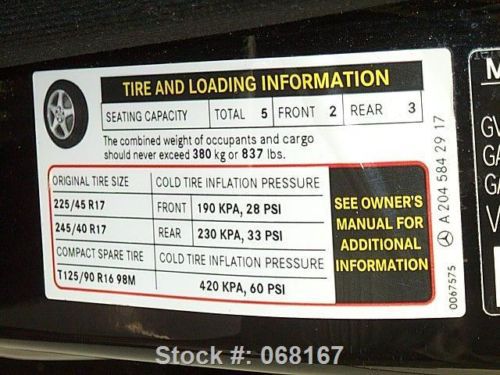 TIRE AND LOADING INFORMATION
SEATING CAPACITY TOTAL 5 FRONT 2 REAR 3
The combined weight of occupants and cargo
should never exceed 380 kg or 837 lbs.
ORIGINAL TIRE SIZE COLD TIRE INFLATION PRESSURE
225/45 R17 FRONT 190 KPA, 28 PSI
245/40 R17 REAR 230 KPA, 33 PSI
COMPACT SPARE TIRE COLD TIRE INFLATION PRESSURE
T125/90 R16 98M 420 KPA, 60 PSI
SEE OWNER'S
MANUAL FOR
ADDITIONAL
INFORMATION
A 204 584 29 17
0067575
M
GV
GA
GA
V
Stock #: 068167